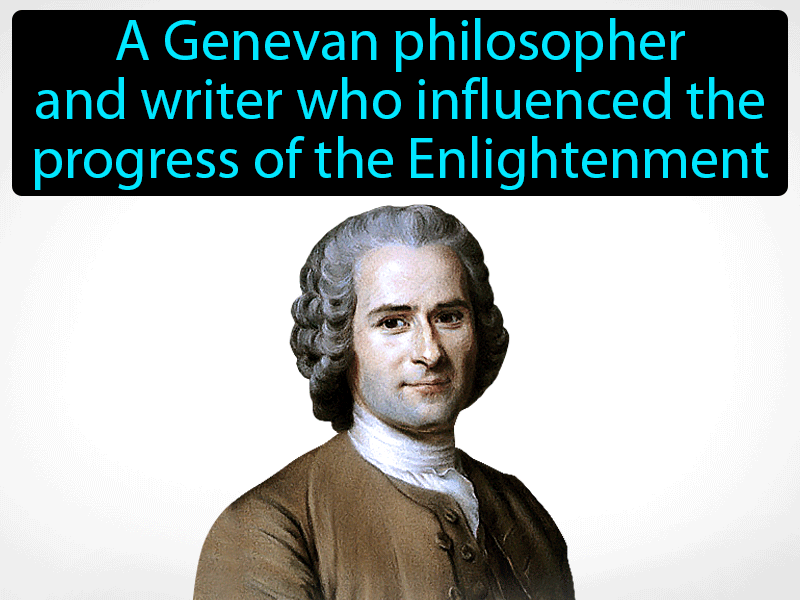 A Genevan philosopher
and writer who influenced the
progress of the Enlightenment